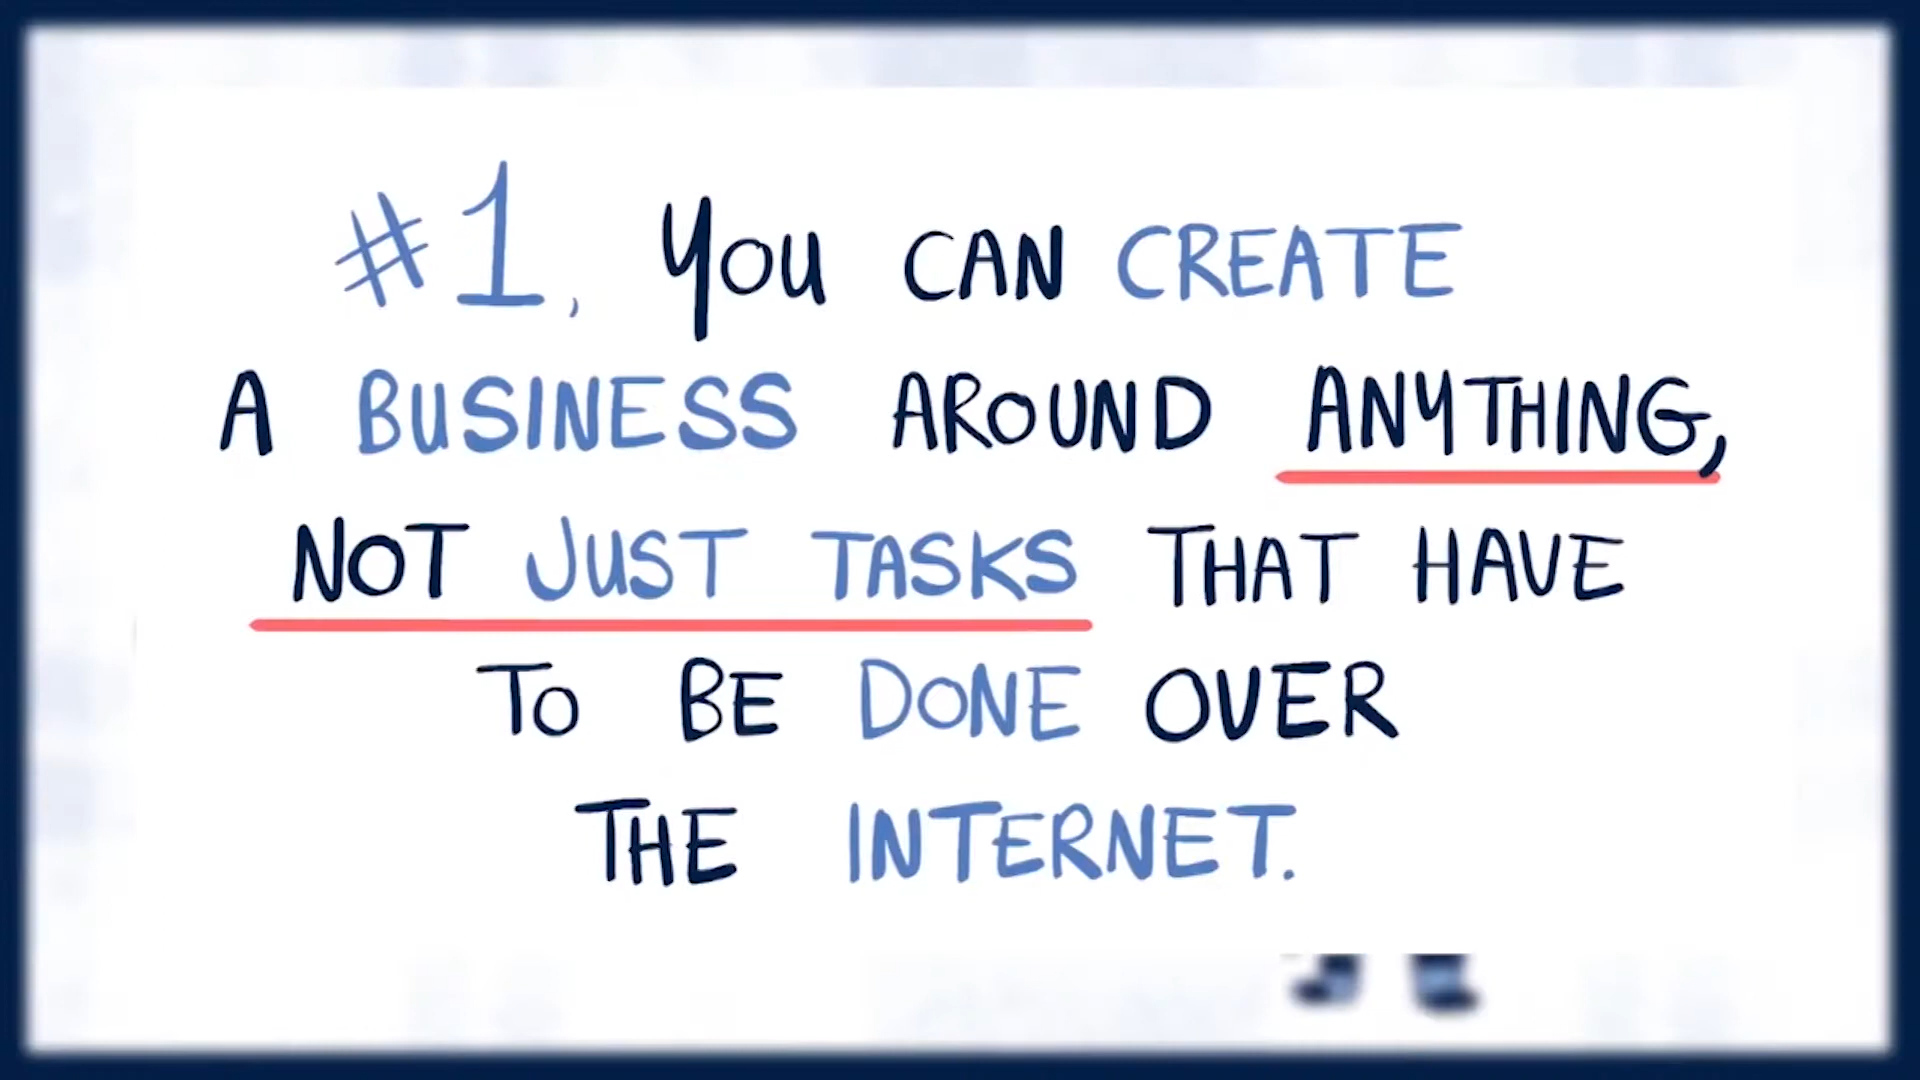 #1, YOU CAN CREATE
A BUSINESS AROUND ANYTHING,
NOT JUST TASKS THAT HAVE
TO BE DONE OVER
THE INTERNET.